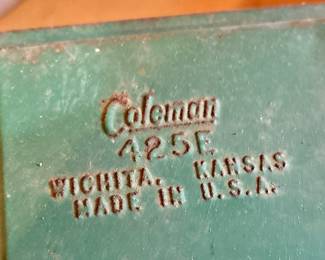 Coleman
425E
WICHITA, KANSAS
MADE IN U.S.A.